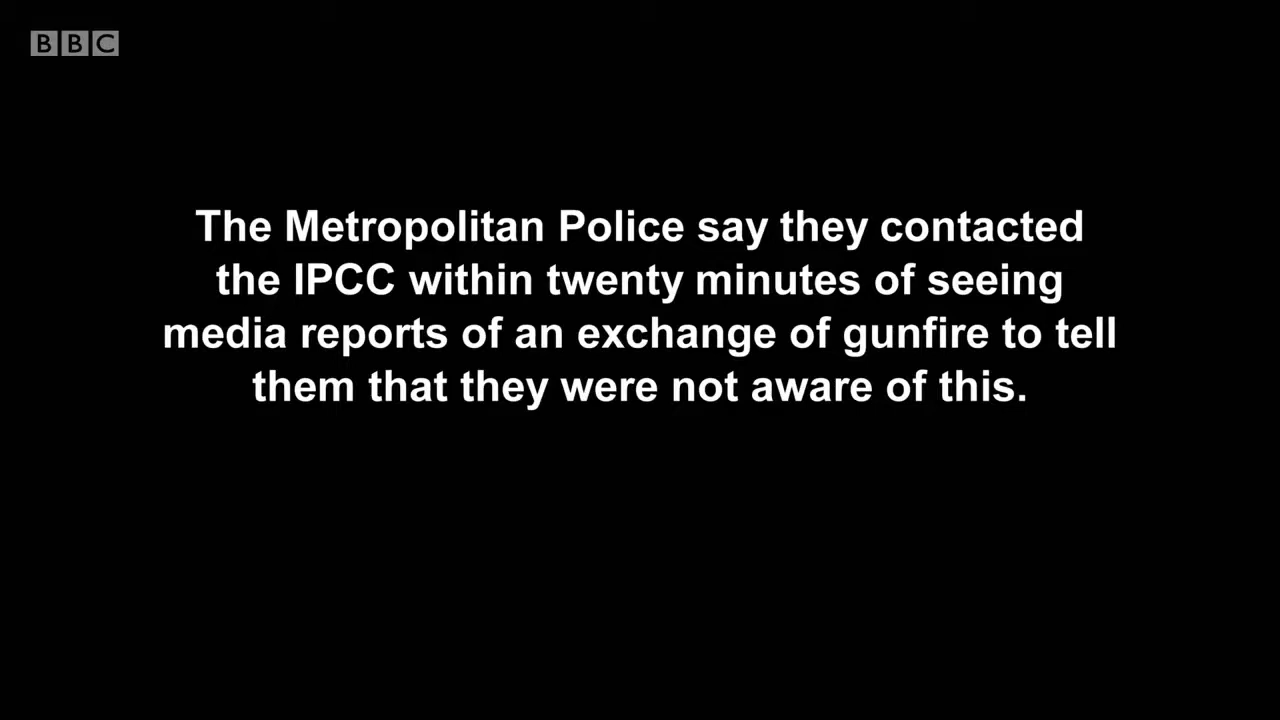 BBC
The Metropolitan Police say they contacted
the IPCC within twenty minutes of seeing
media reports of an exchange of gunfire to tell
them that they were not aware of this.